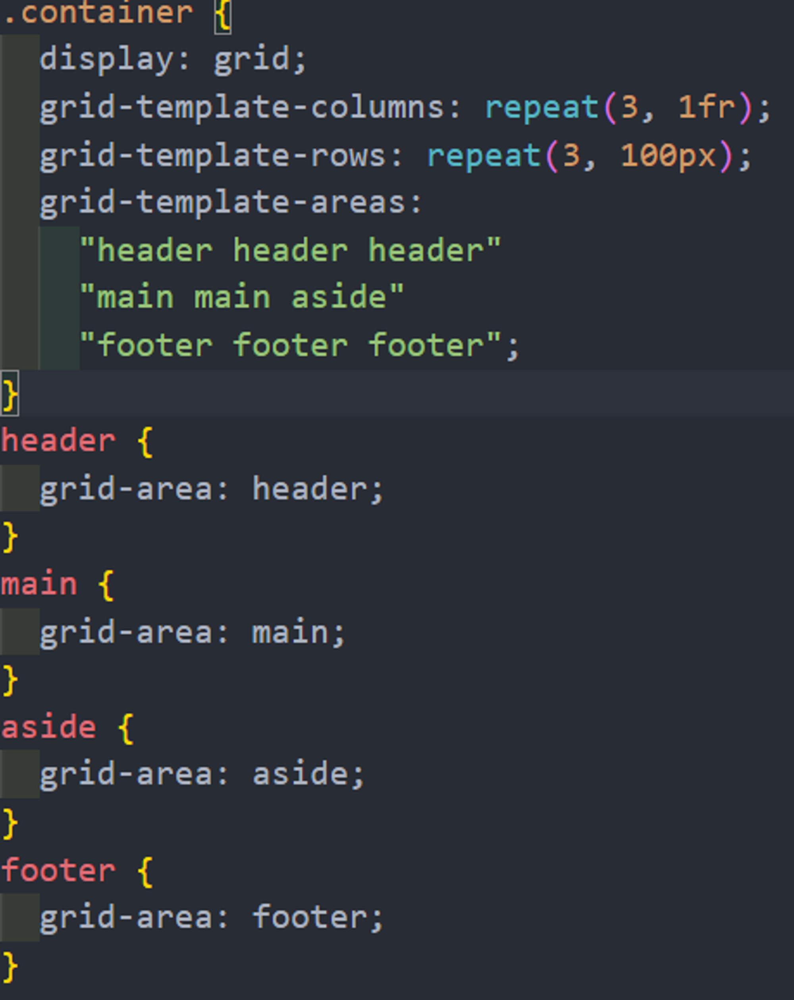 .container {
  display: grid;
  grid-template-columns: repeat(3, 1fr);
  grid-template-rows: repeat(3, 100px);
  grid-template-areas:
    "header header header"
    "main main aside"
    "footer footer footer";
}
header {
  grid-area: header;
}
main {
  grid-area: main;
}
aside {
  grid-area: aside;
}
footer {
  grid-area: footer;
}